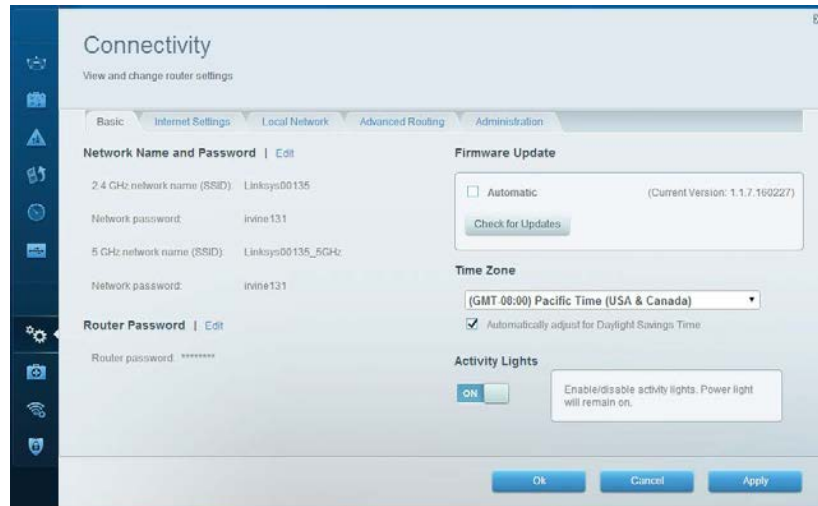 Connectivity
View and change router settings
Basic Internet Settings Local Network Advanced Routing Administration
Network Name and Password | Edit
2.4 GHz network name (SSID): Linksys00135
Network password: irvine131
5 GHz network name (SSID): Linksys00135_5GHz
Network password: irvine131
Router Password | Edit
Router password: ********
Firmware Update
Automatic (Current Version: 1.1.7.160227)
Check for Updates
Time Zone
(GMT-08:00) Pacific Time (USA & Canada)
Automatically adjust for Daylight Savings Time
Activity Lights
ON
Enable/disable activity lights. Power light
will remain on.
Ok Cancel Apply